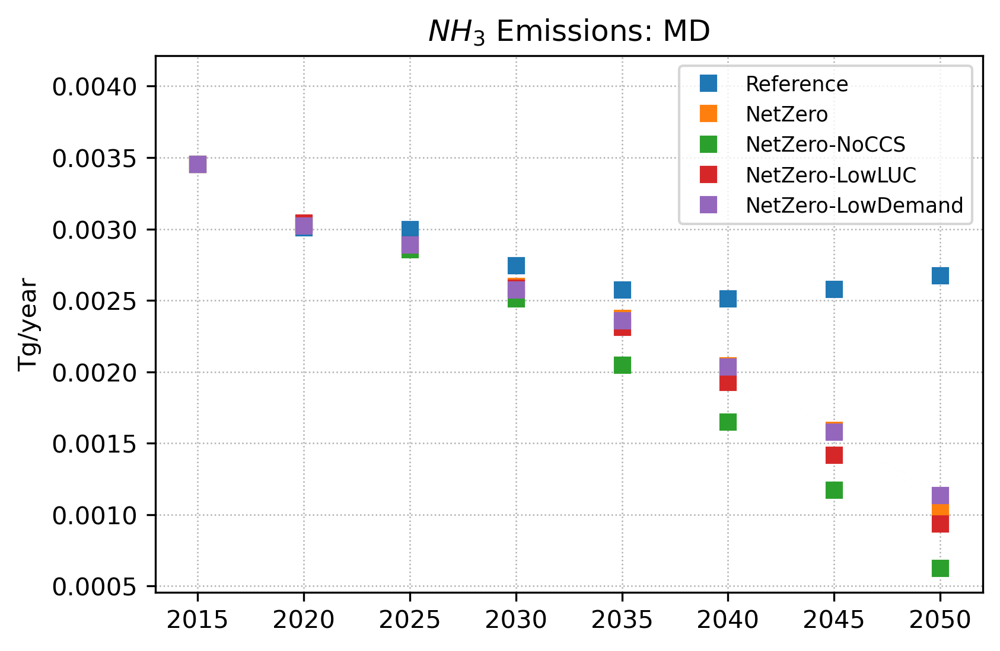 NH₃ Emissions: MD
Reference
NetZero
NetZero-NoCCS
NetZero-LowLUC
NetZero-LowDemand
Tg/year
0.0040
0.0035
0.0030
0.0025
0.0020
0.0015
0.0010
0.0005
2015 2020 2025 2030 2035 2040 2045 2050